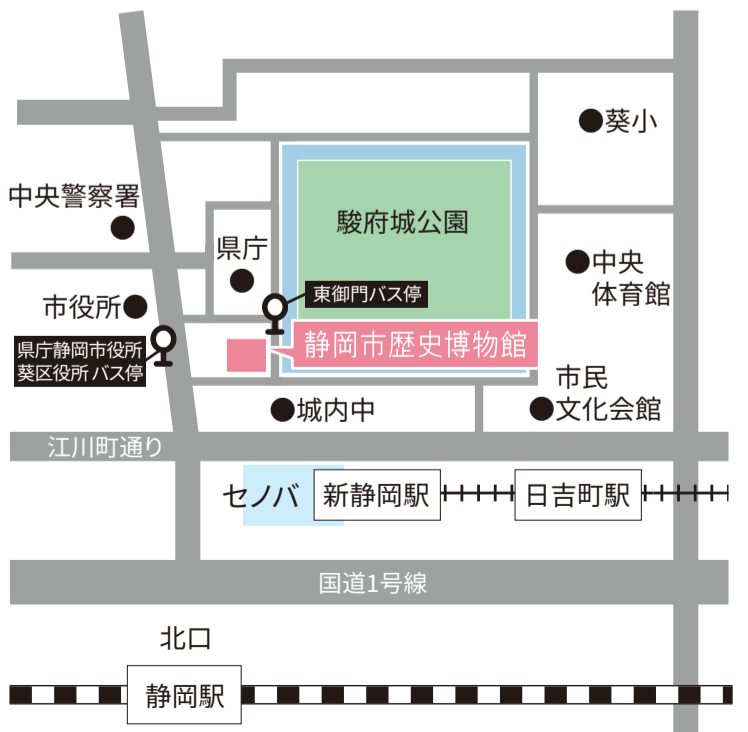 葵小
中央警察署
駿府城公園
県庁
中央
体育館
東御門バス停
市役所
静岡市歴史博物館
県庁静岡市役所
葵区役所 バス停
市民
文化会館
城内中
江川町通り
セノバ
新静岡駅
日吉町駅
国道1号線
北口
静岡駅